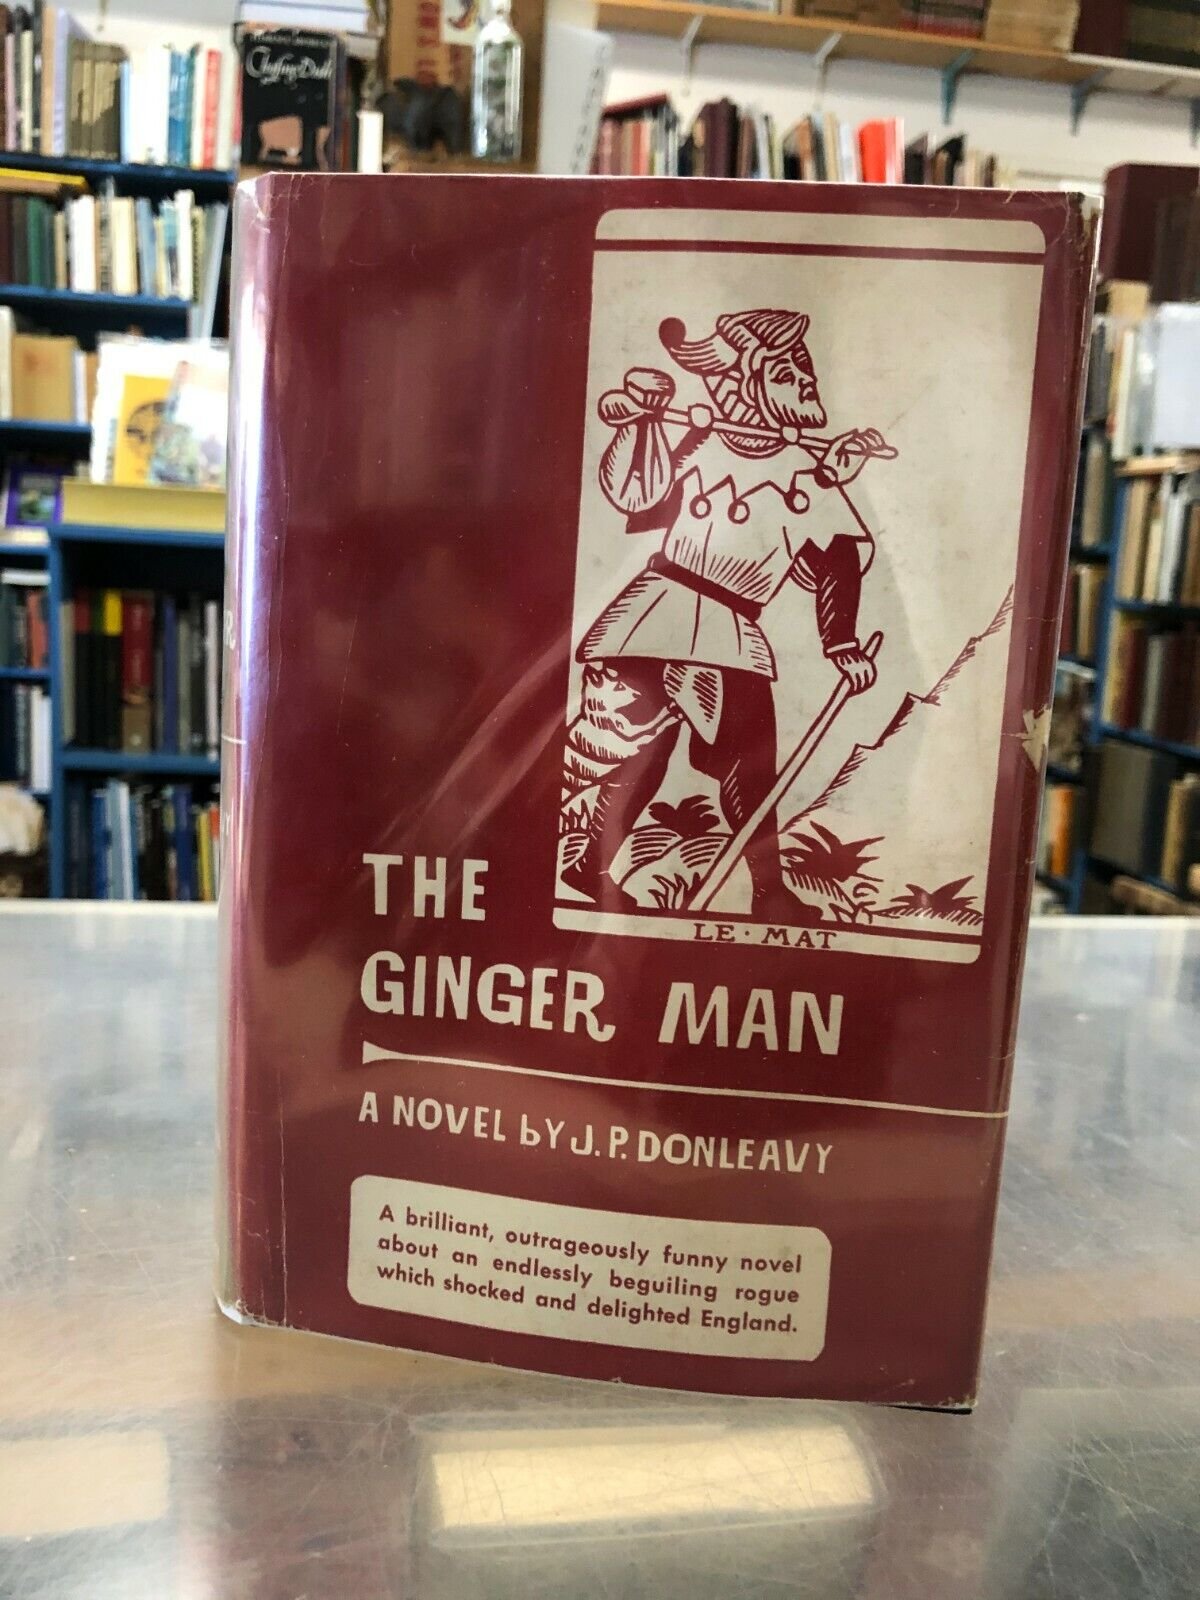 LE · MAT
THE
GINGER MAN
A NOVEL bY J. P. DONLEAVY
A brilliant, outrageously funny novel
about an endlessly beguiling rogue
which shocked and delighted England.